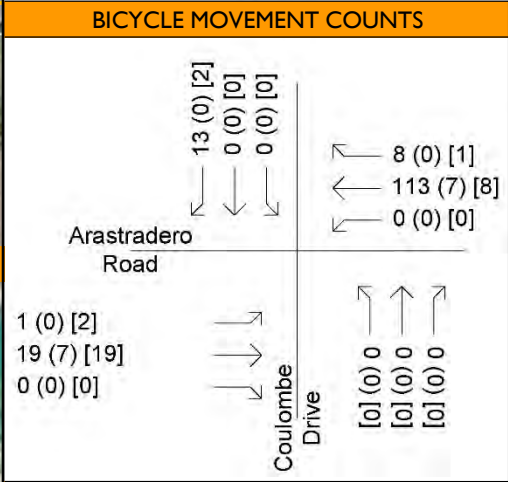 BICYCLE MOVEMENT COUNTS
13 (0) [2]
0 (0) [0]
0 (0) [0]
8 (0) [1]
113 (7) [8]
0 (0) [0]
Arastradero
Road
1 (0) [2]
19 (7) [19]
0 (0) [0]
Coulombe
Drive
[0] (0) 0
[0] (0) 0
[0] (0) 0